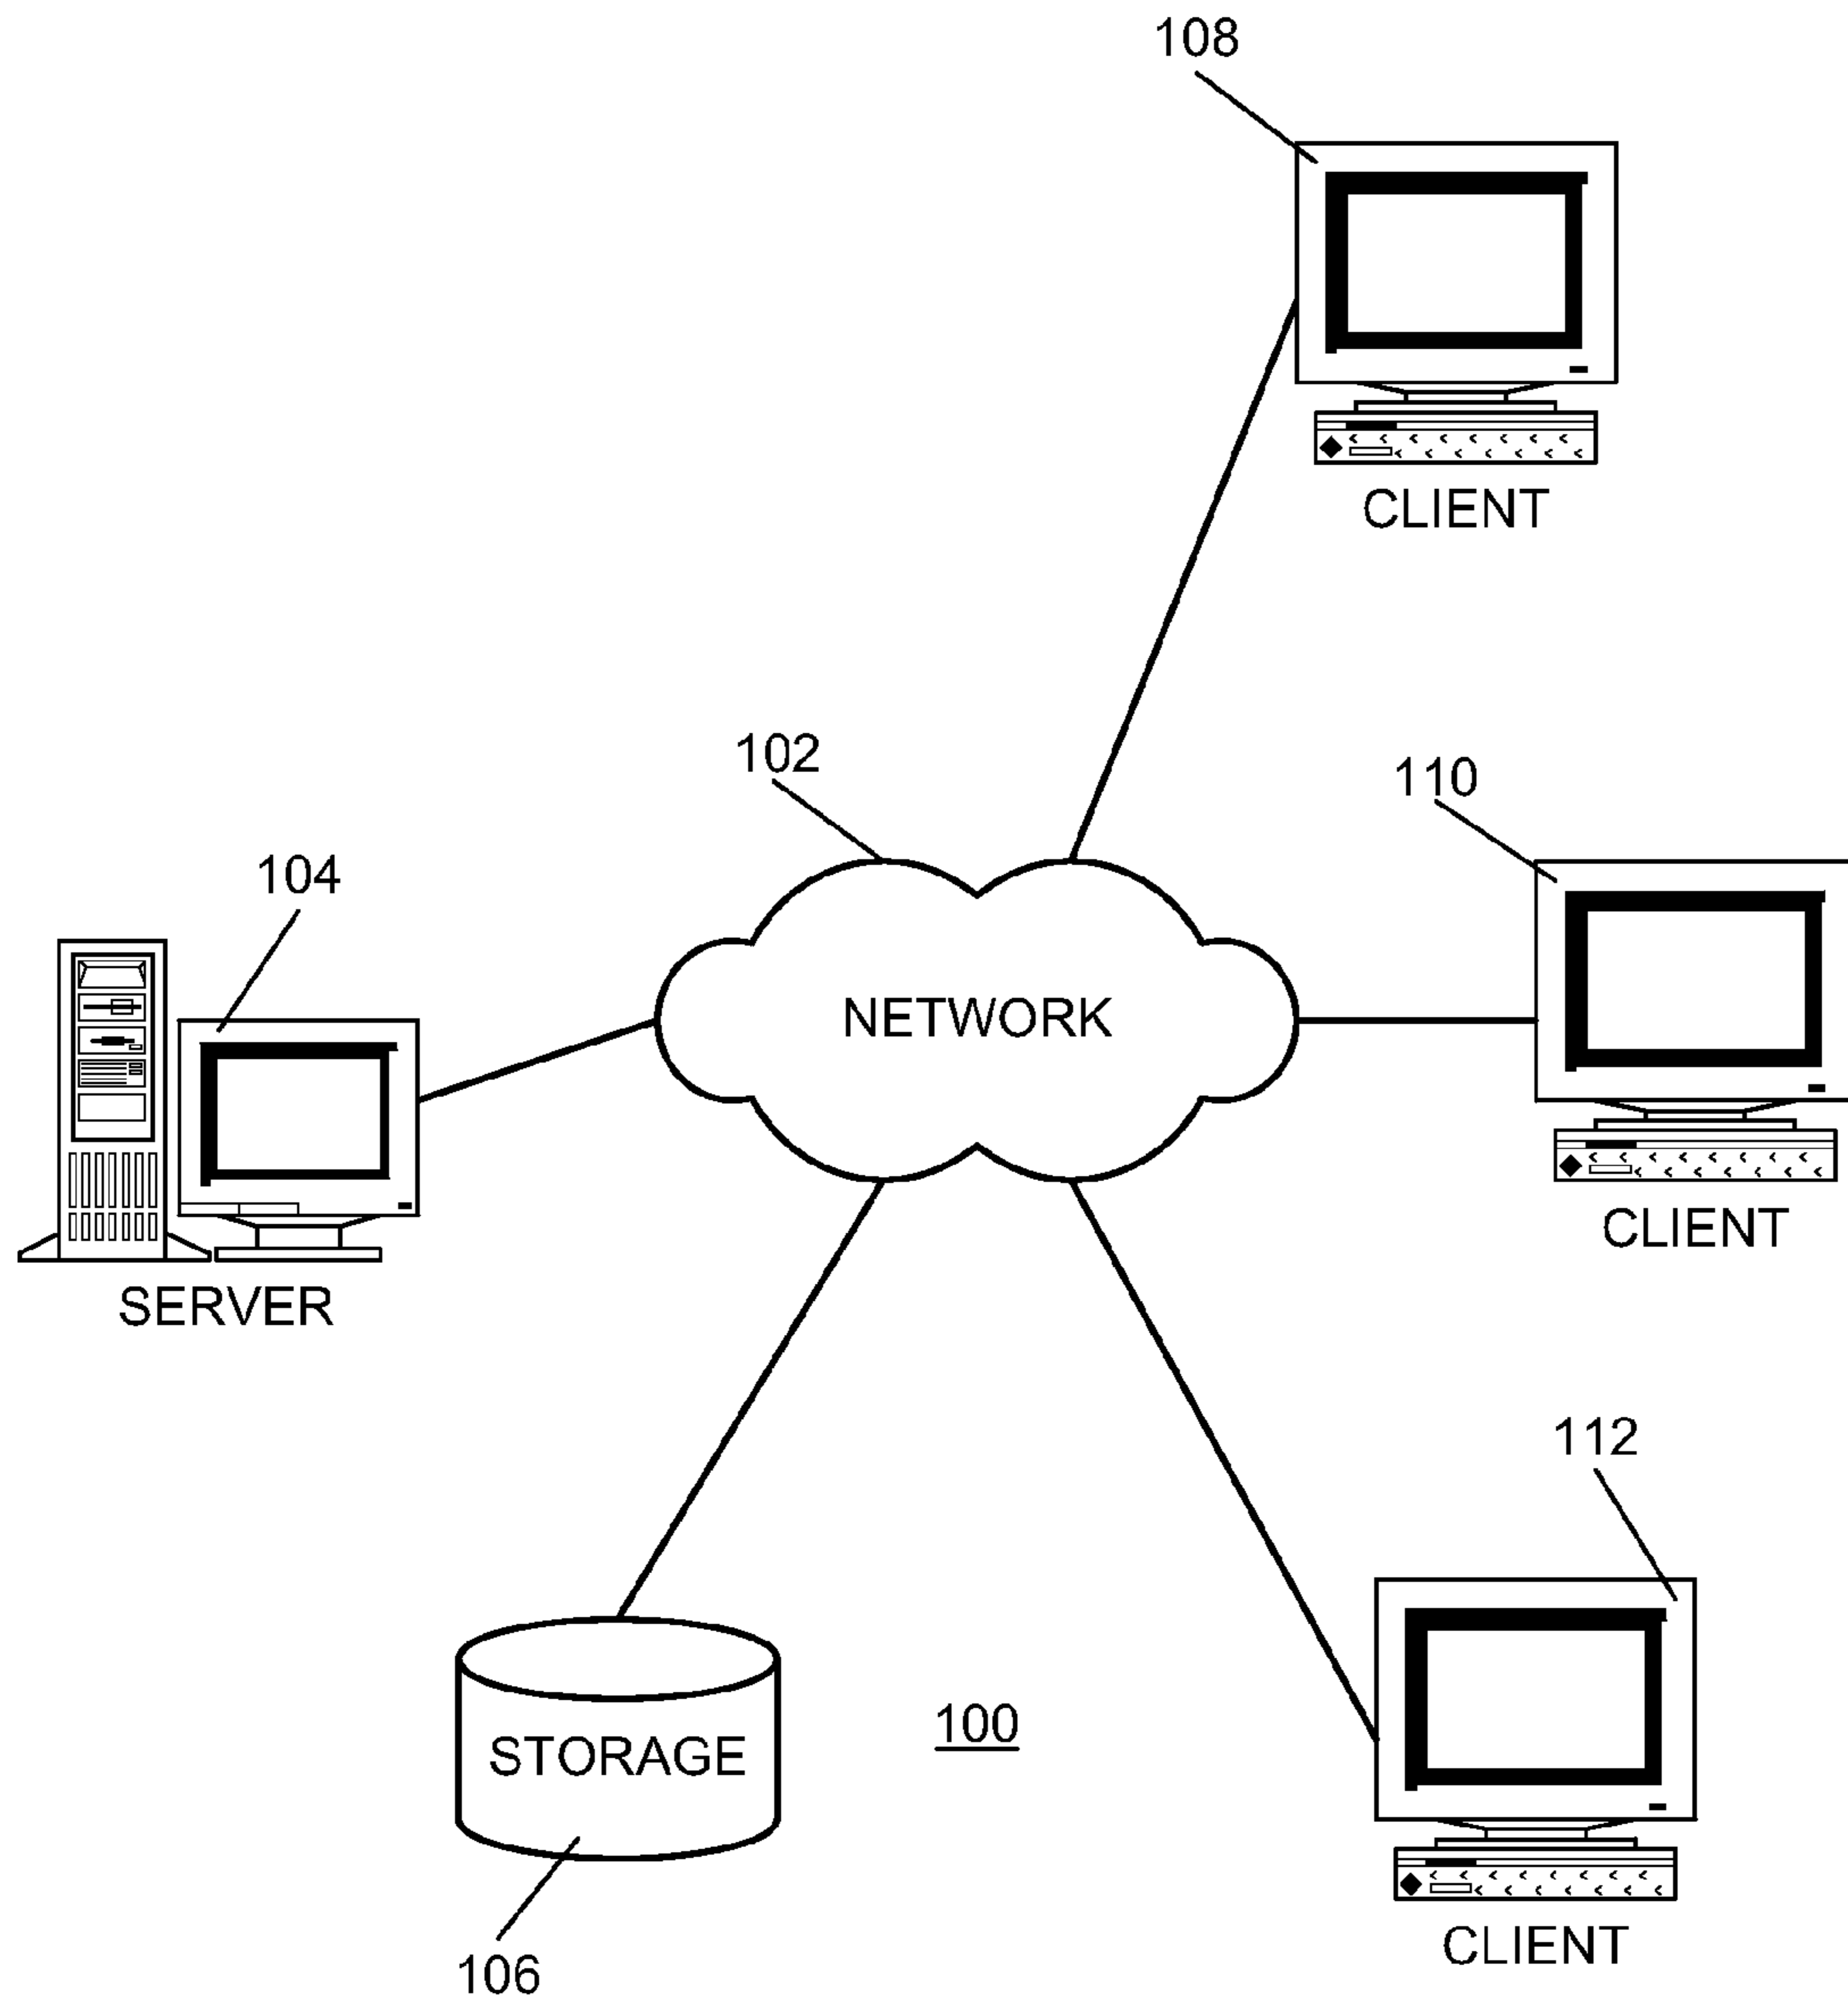 108
CLIENT
102
110
104
NETWORK
CLIENT
SERVER
112
STORAGE
100
CLIENT
106